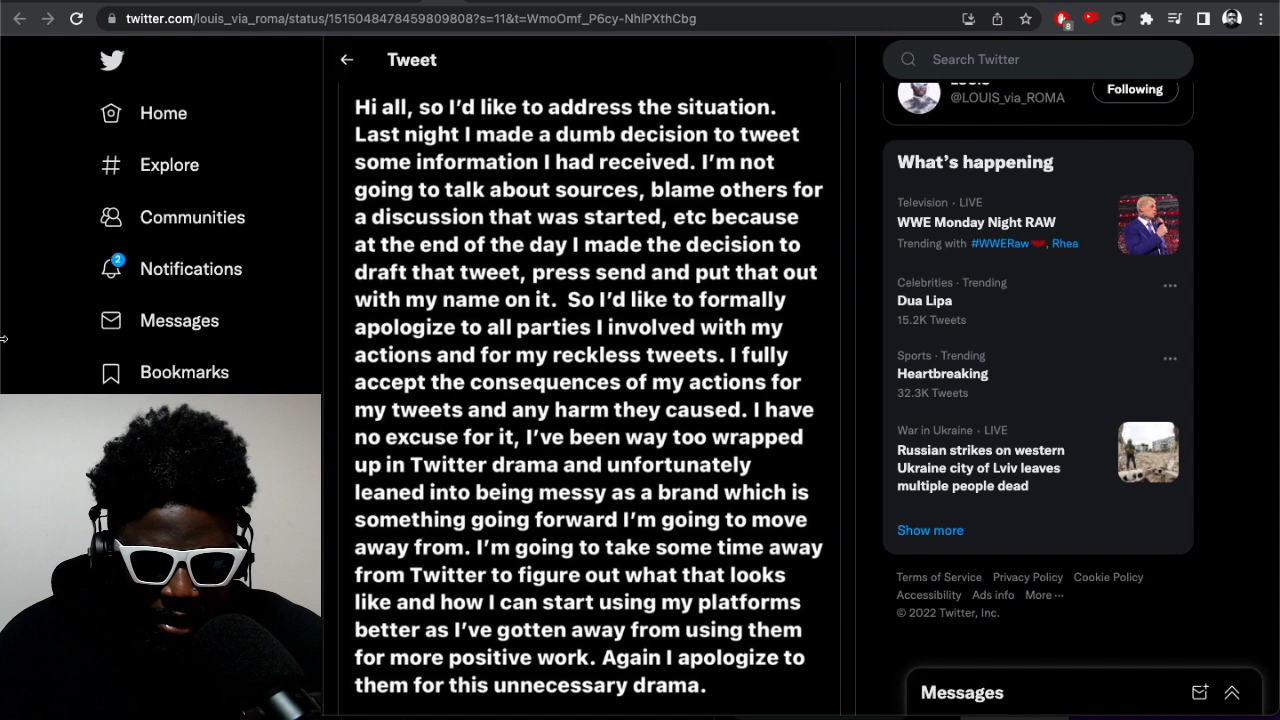 twitter.com/louis_via_roma/status/1515048478459809808?s=11&t=WmoOmf_P6cy-NhlPXthCbg
8
Home
Explore
Communities
2
Notifications
Messages
Bookmarks
Tweet
Hi all, so I’d like to address the situation.
Last night I made a dumb decision to tweet
some information I had received. I’m not
going to talk about sources, blame others for
a discussion that was started, etc because
at the end of the day I made the decision to
draft that tweet, press send and put that out
with my name on it.  So I’d like to formally
apologize to all parties I involved with my
actions and for my reckless tweets. I fully
accept the consequences of my actions for
my tweets and any harm they caused. I have
no excuse for it, I’ve been way too wrapped
up in Twitter drama and unfortunately
leaned into being messy as a brand which is
something going forward I’m going to move
away from. I’m going to take some time away
from Twitter to figure out what that looks
like and how I can start using my platforms
better as I’ve gotten away from using them
for more positive work. Again I apologize to
them for this unnecessary drama.
Search Twitter
@LOUIS_via_ROMA
Following
What’s happening
Television · LIVE
WWE Monday Night RAW
Trending with #WWERaw, Rhea
Celebrities · Trending
Dua Lipa
15.2K Tweets
Sports · Trending
Heartbreaking
32.3K Tweets
War in Ukraine · LIVE
Russian strikes on western
Ukraine city of Lviv leaves
multiple people dead
Show more
Terms of Service Privacy Policy Cookie Policy
Accessibility Ads info More ···
© 2022 Twitter, Inc.
Messages